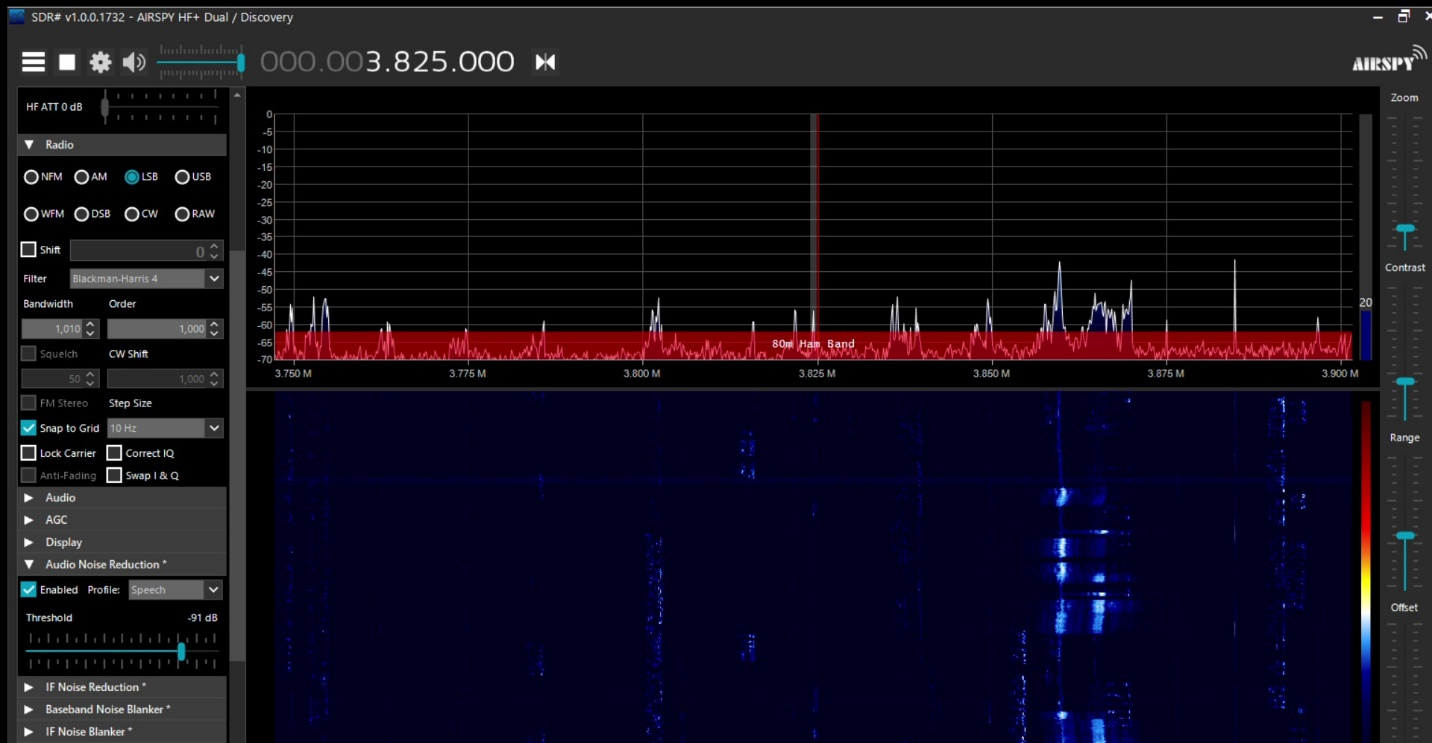 SDR# v1.0.0.1732 - AIRSPY HF+ Dual / Discovery
000.003.825.000
AIRSPY
HF ATT 0 dB
Radio
NFM AM LSB USB
WFM DSB CW RAW
Shift 0
Filter Blackman-Harris 4
Bandwidth Order
1,010 1,000
Squelch CW Shift
50 1,000
FM Stereo Step Size
Snap to Grid 10 Hz
Lock Carrier Correct IQ
Anti-Fading Swap I & Q
Audio
AGC
Display
Audio Noise Reduction *
Enabled Profile: Speech
Threshold -91 dB
IF Noise Reduction *
Baseband Noise Blanker *
IF Noise Blanker *
0
-5
-10
-15
-20
-25
-30
-35
-40
-45
-50
-55
-60
-65
-70
80m Ham Band
3.750 M 3.775 M 3.800 M 3.825 M 3.850 M 3.875 M 3.900 M
20
Zoom
Contrast
Range
Offset